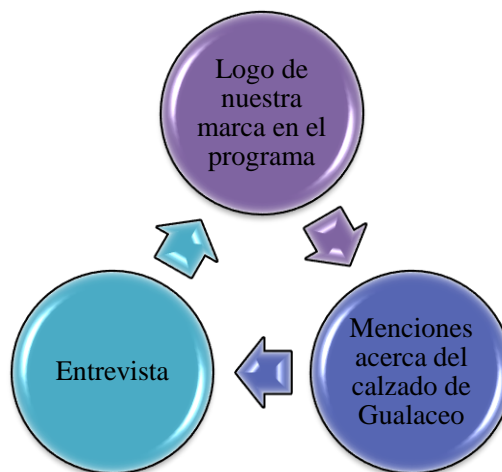 Logo de
nuestra
marca en el
programa
Menciones
acerca del
calzado de
Gualaceo
Entrevista